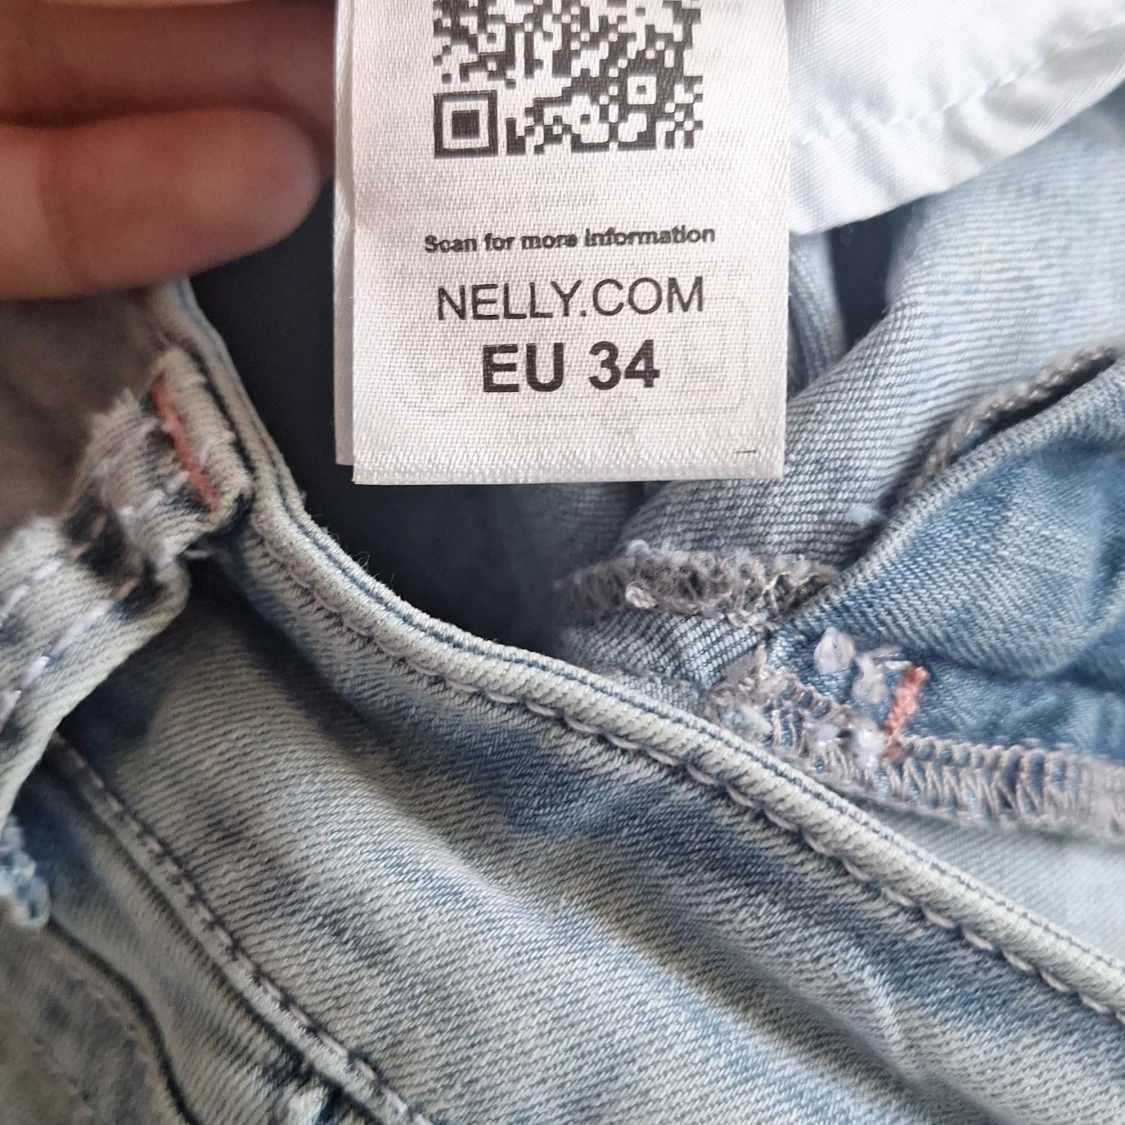 Scan for more information
NELLY.COM
EU 34